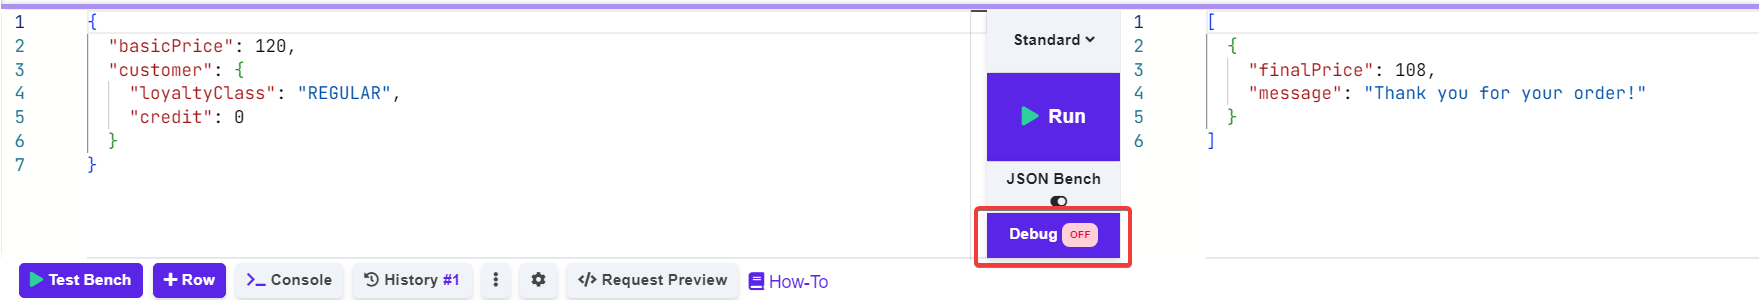 1 {
2 "basicPrice": 120,
3 "customer": {
4 "loyaltyClass": "REGULAR",
5 "credit": 0
6 }
7 }
Standard
Run
JSON Bench
Debug OFF
1 [
2 {
3 "finalPrice": 108,
4 "message": "Thank you for your order!"
5 }
6 ]
Test Bench
+ Row
>_ Console
History #1
</> Request Preview
How-To